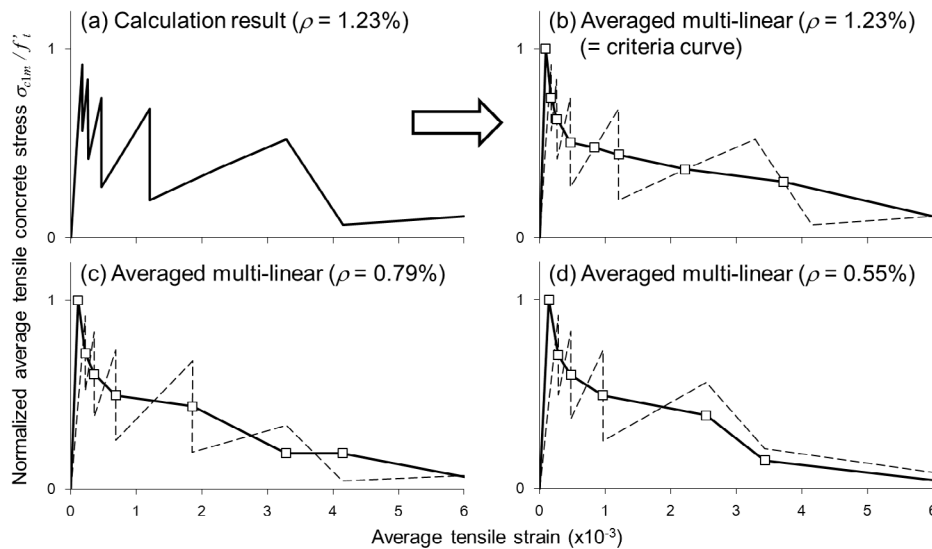 (a) Calculation result (ρ = 1.23%)
(b) Averaged multi-linear (ρ = 1.23%)
(= criteria curve)
1
0
1
0
(c) Averaged multi-linear (ρ = 0.79%)
(d) Averaged multi-linear (ρ = 0.55%)
1
0
1
0
0 1 2 3 4 5 6
0 1 2 3 4 5 6
Normalized average tensile concrete stress σc1m / f't
Average tensile strain (x10-3)